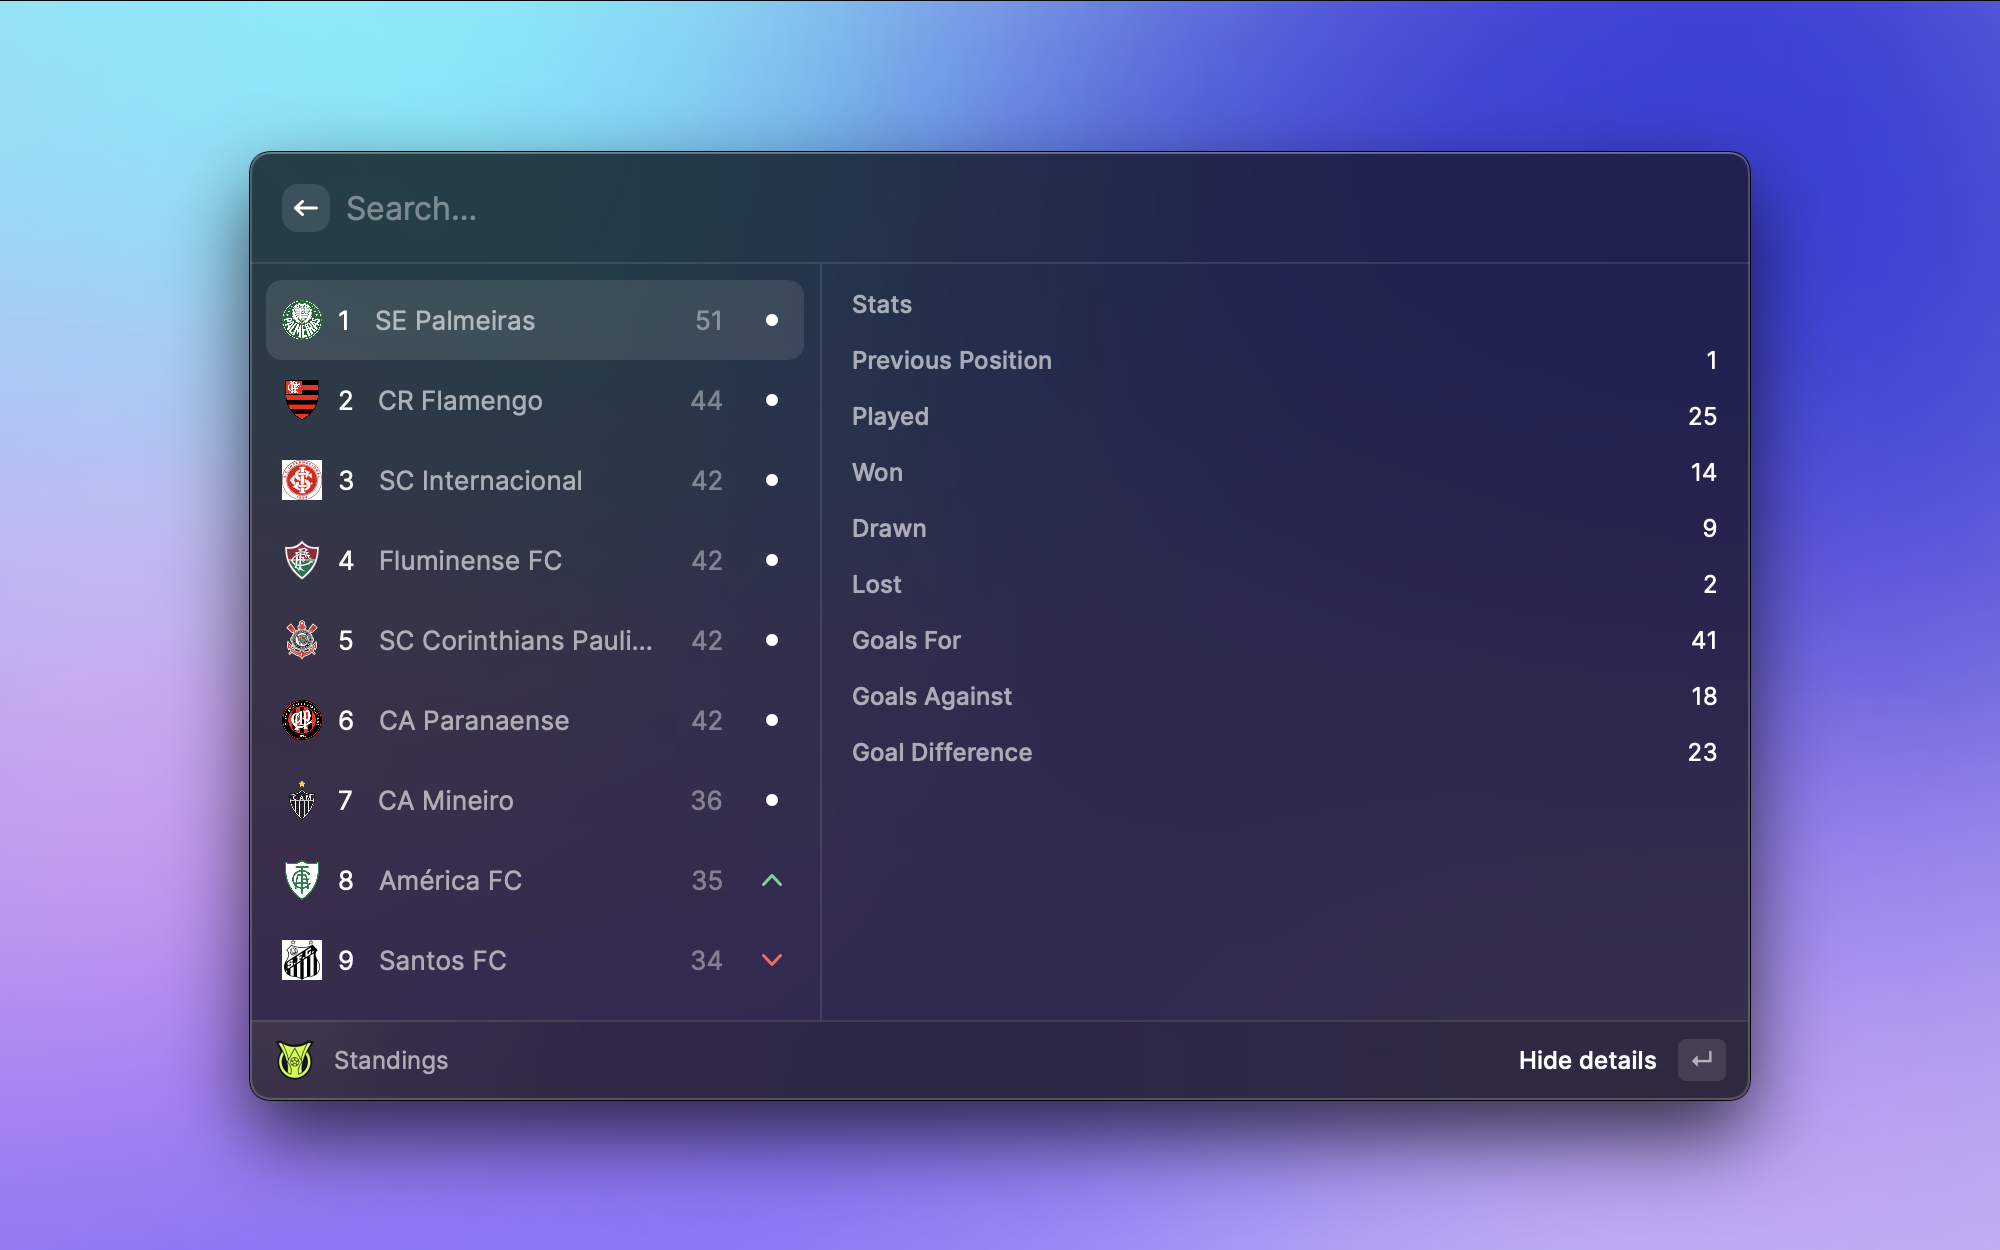 Search...
1 SE Palmeiras 51
2 CR Flamengo 44
3 SC Internacional 42
4 Fluminense FC 42
5 SC Corinthians Pauli... 42
6 CA Paranaense 42
7 CA Mineiro 36
8 América FC 35
9 Santos FC 34
Stats
Previous Position 1
Played 25
Won 14
Drawn 9
Lost 2
Goals For 41
Goals Against 18
Goal Difference 23
Standings
Hide details